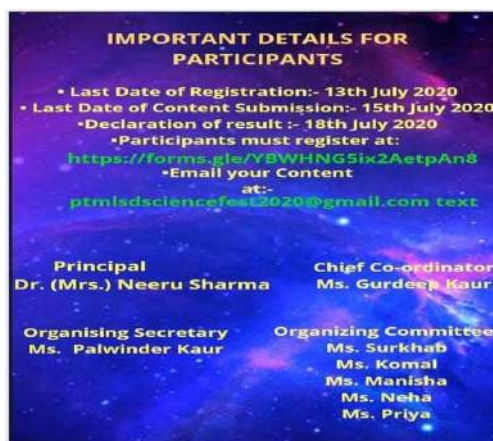 IMPORTANT DETAILS FOR
PARTICIPANTS
• Last Date of Registration:- 13th July 2020
• Last Date of Content Submission:- 15th July 2020
•Declaration of result :- 18th July 2020
•Participants must register at:
https://forms.gle/YBWHNG5ix2AetpAn8
•Email your Content
at:-
ptmlsdsciencefest2020@gmail.com text
Principal
Dr. (Mrs.) Neeru Sharma
Chief Co-ordinator
Ms. Gurdeep Kaur
Organising Secretary
Ms. Palwinder Kaur
Organizing Committee
Ms. Surkhab
Ms. Komal
Ms. Manisha
Ms. Neha
Ms. Priya